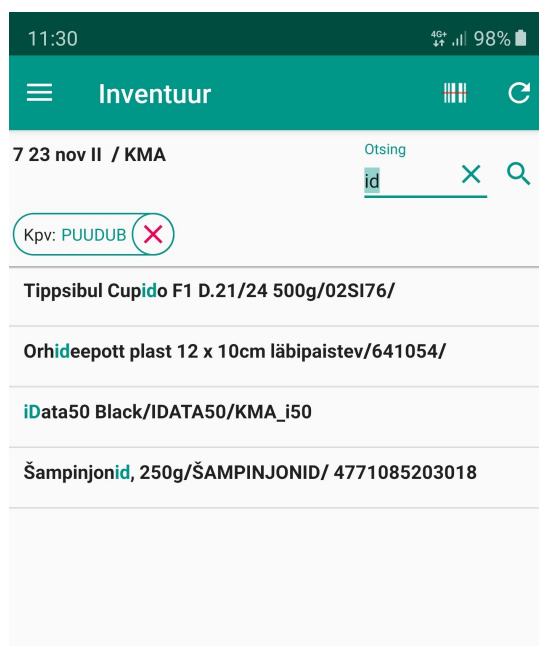 11:30 4G+ 98%
Inventuur
7 23 nov II / KMA
Otsing
id
Kpv: PUUDUB
Tippsibul Cupido F1 D.21/24 500g/02SI76/
Orhideepott plast 12 x 10cm läbipaistev/641054/
iData50 Black/IDATA50/KMA_i50
Šampinjonid, 250g/ŠAMPINJONID/ 4771085203018